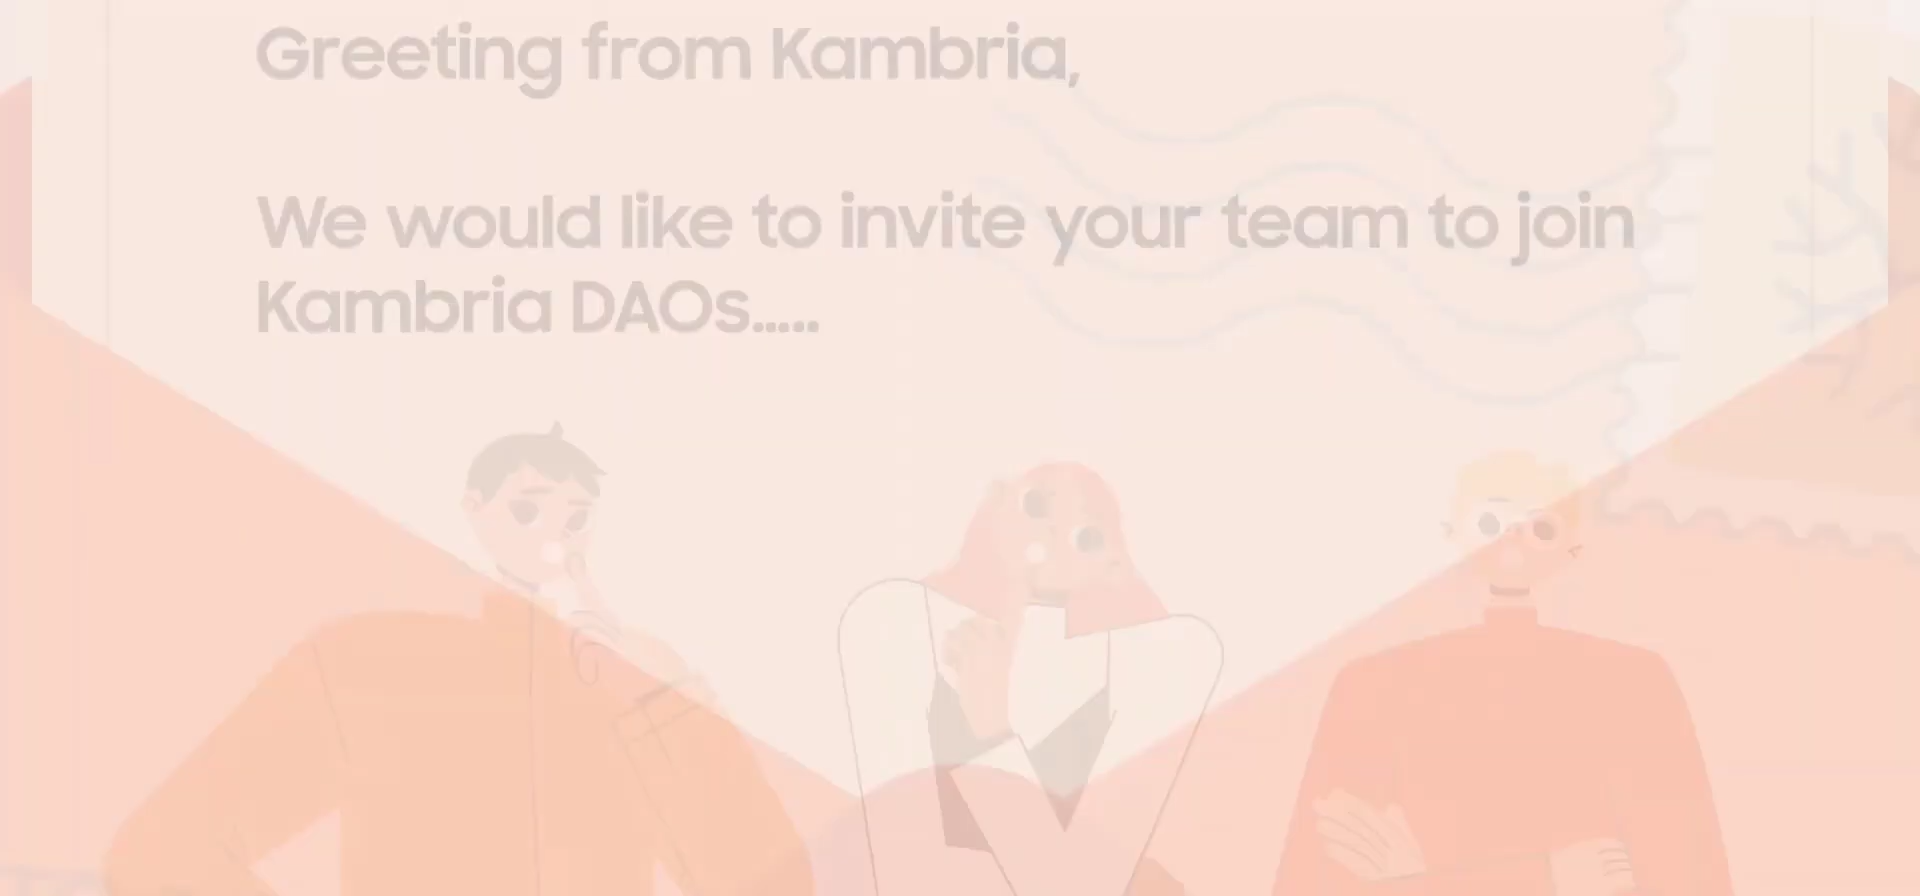 Greeting from Kambria,
We would like to invite your team to join
Kambria DAOs.....